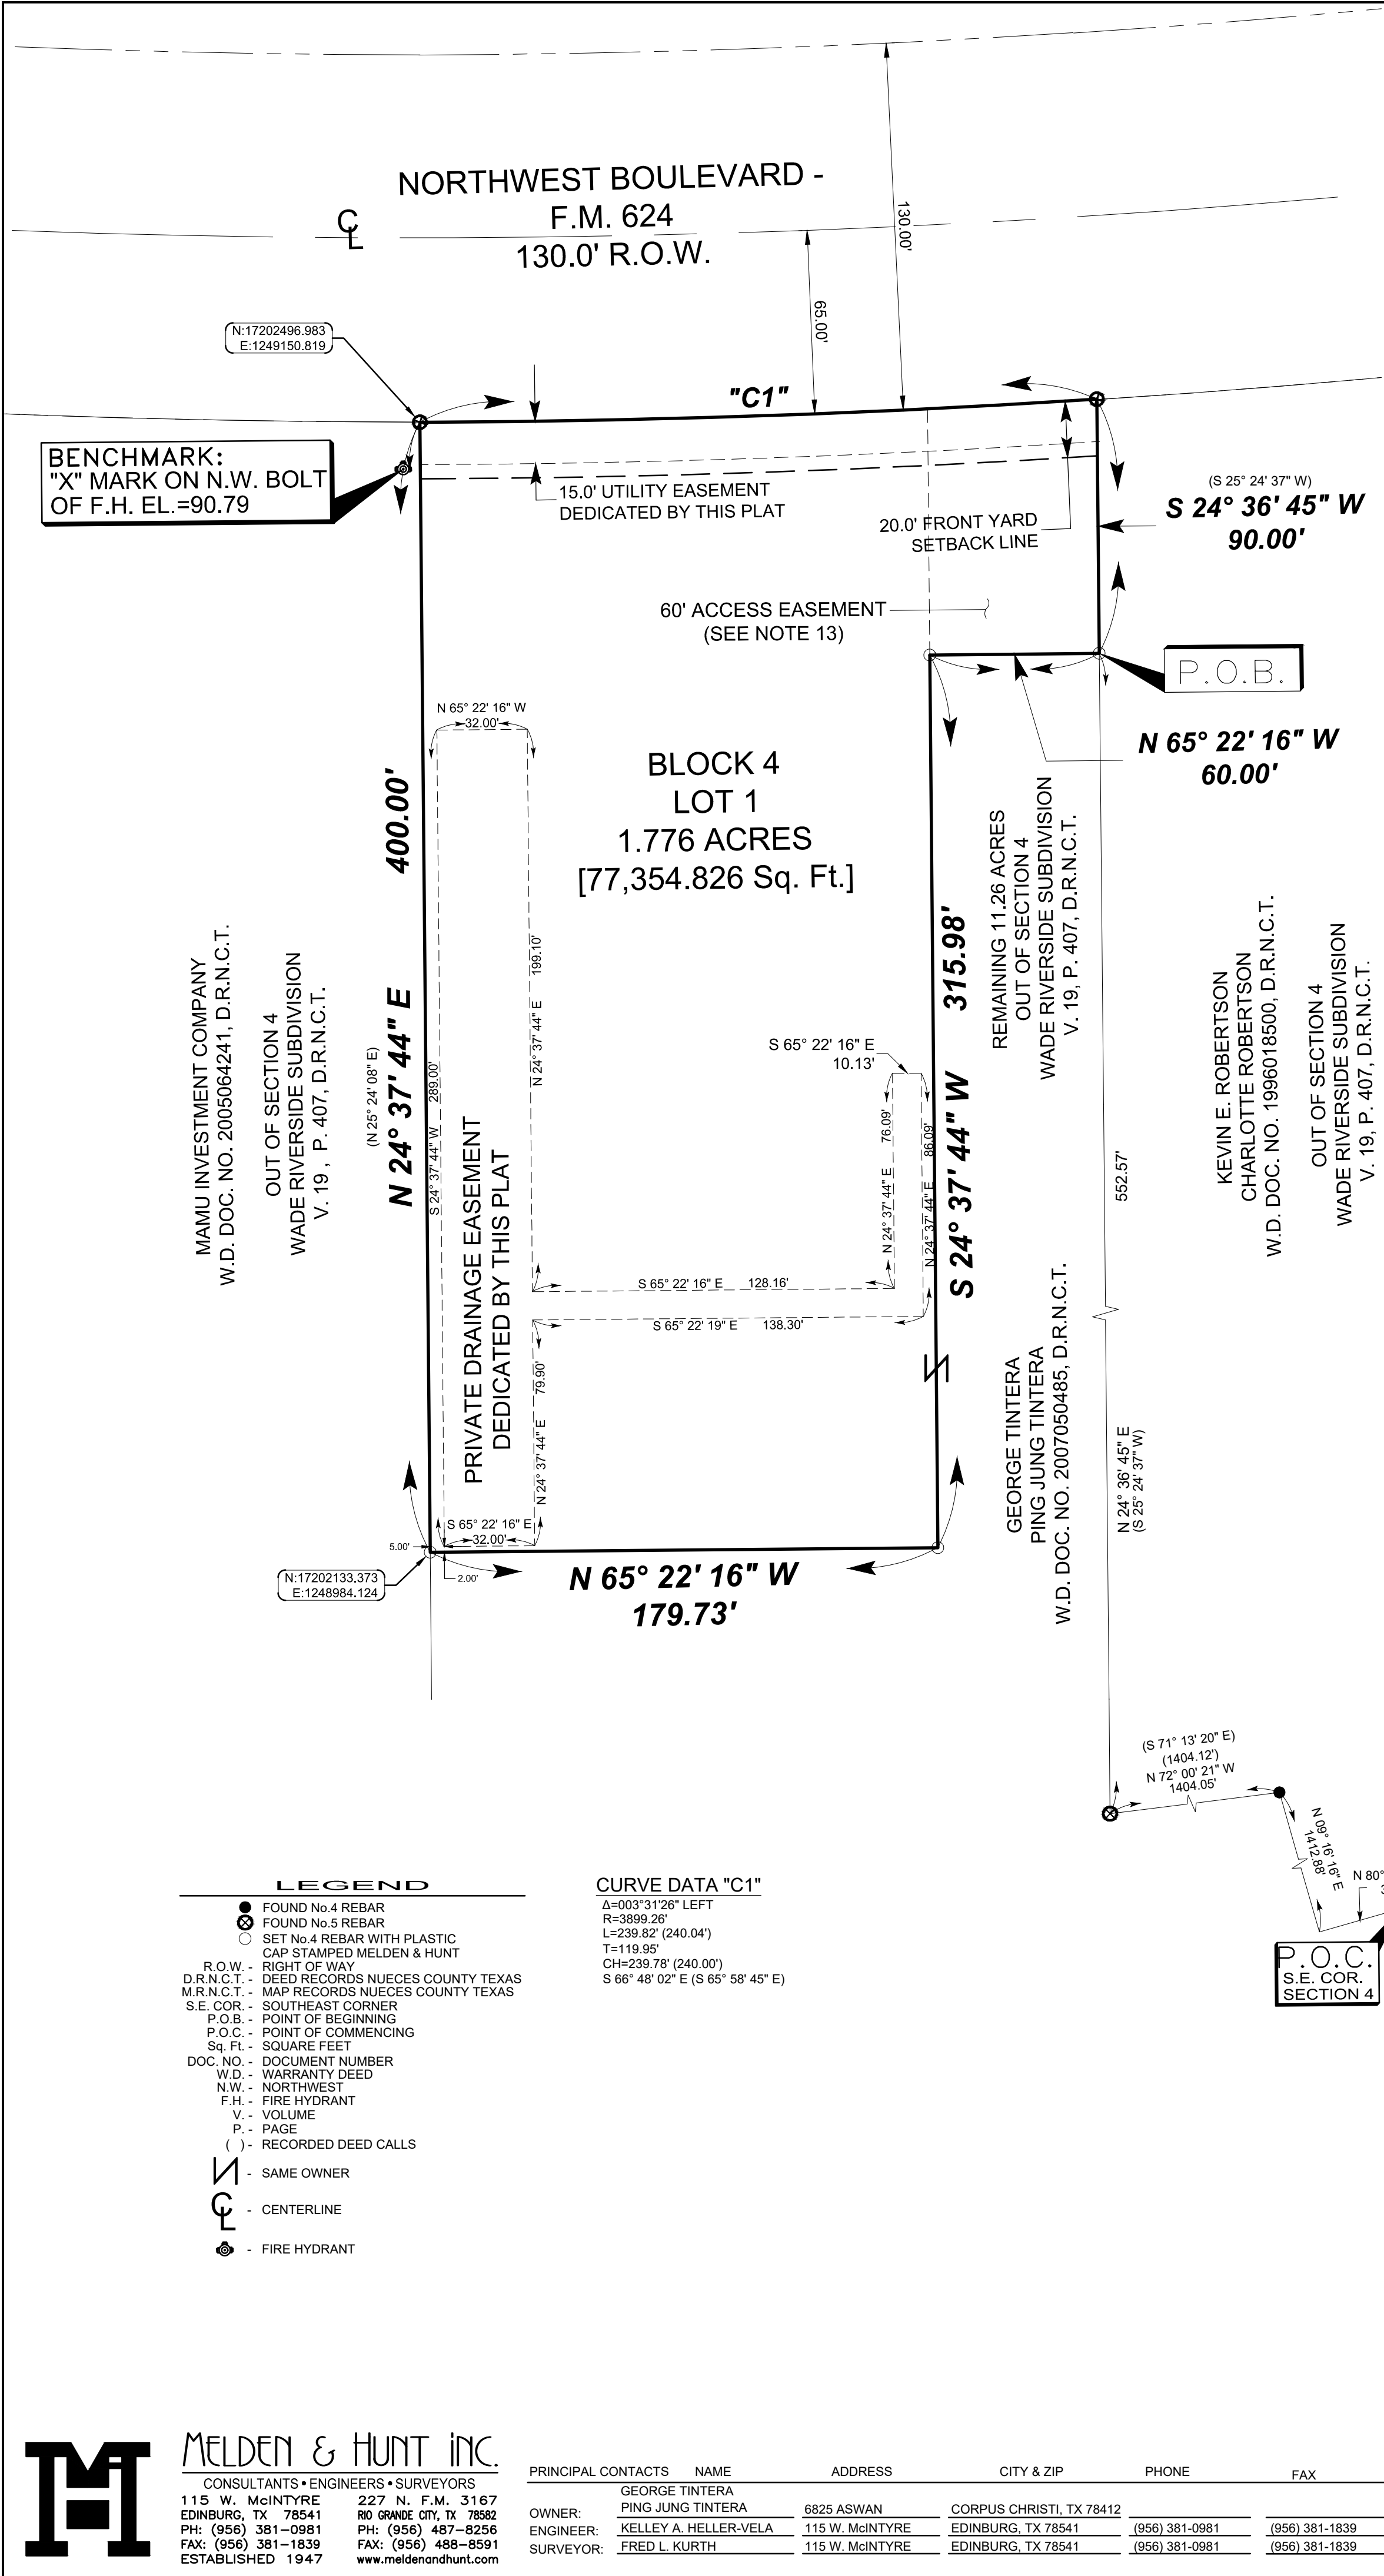 NORTHWEST BOULEVARD -
F.M. 624
130.0' R.O.W.
CL
130.00'
65.00'
N:17202496.983
E:1249150.819
"C1"
BENCHMARK:
"X" MARK ON N.W. BOLT
OF F.H. EL.=90.79
15.0' UTILITY EASEMENT
DEDICATED BY THIS PLAT
20.0' FRONT YARD
SETBACK LINE
(S 25° 24' 37" W)
S 24° 36' 45" W
90.00'
60' ACCESS EASEMENT
(SEE NOTE 13)
P.O.B.
N 65° 22' 16" W
60.00'
N 65° 22' 16" W
32.00'
BLOCK 4
LOT 1
1.776 ACRES
[77,354.826 Sq. Ft.]
N 24° 37' 44" E 400.00'
(N 25° 24' 08" E)
S 24° 37' 44" W 289.00'
N 24° 37' 44" E 199.10'
MAMU INVESTMENT COMPANY
W.D. DOC. NO. 2005064241, D.R.N.C.T.
OUT OF SECTION 4
WADE RIVERSIDE SUBDIVISION
V. 19 , P. 407, D.R.N.C.T.
PRIVATE DRAINAGE EASEMENT
DEDICATED BY THIS PLAT
S 65° 22' 16" E
10.13'
N 24° 37' 44" E 76.09'
N 24° 37' 44" E 86.09'
S 24° 37' 44" W 315.98'
REMAINING 11.26 ACRES
OUT OF SECTION 4
WADE RIVERSIDE SUBDIVISION
V. 19, P. 407, D.R.N.C.T.
GEORGE TINTERA
PING JUNG TINTERA
W.D. DOC. NO. 2007050485, D.R.N.C.T.
552.57'
N 24° 36' 45" E
(S 25° 24' 37" W)
KEVIN E. ROBERTSON
CHARLOTTE ROBERTSON
W.D. DOC. NO. 1996018500, D.R.N.C.T.
OUT OF SECTION 4
WADE RIVERSIDE SUBDIVISION
V. 19, P. 407, D.R.N.C.T.
S 65° 22' 16" E 128.16'
S 65° 22' 19" E 138.30'
N 24° 37' 44" E 79.90'
S 65° 22' 16" E
32.00'
5.00'
2.00'
N:17202133.373
E:1248984.124
N 65° 22' 16" W
179.73'
(S 71° 13' 20" E)
(1404.12')
N 72° 00' 21" W
1404.05'
N 09° 16' 16" E
1412.88'
N 80°
P.O.C.
S.E. COR.
SECTION 4
LEGEND
FOUND No.4 REBAR
FOUND No.5 REBAR
SET No.4 REBAR WITH PLASTIC
CAP STAMPED MELDEN & HUNT
R.O.W. - RIGHT OF WAY
D.R.N.C.T. - DEED RECORDS NUECES COUNTY TEXAS
M.R.N.C.T. - MAP RECORDS NUECES COUNTY TEXAS
S.E. COR. - SOUTHEAST CORNER
P.O.B. - POINT OF BEGINNING
P.O.C. - POINT OF COMMENCING
Sq. Ft. - SQUARE FEET
DOC. NO. - DOCUMENT NUMBER
W.D. - WARRANTY DEED
N.W. - NORTHWEST
F.H. - FIRE HYDRANT
V. - VOLUME
P. - PAGE
( ) - RECORDED DEED CALLS
- SAME OWNER
CL - CENTERLINE
- FIRE HYDRANT
CURVE DATA "C1"
Δ=003°31'26" LEFT
R=3899.26'
L=239.82' (240.04')
T=119.95'
CH=239.78' (240.00')
S 66° 48' 02" E (S 65° 58' 45" E)
MH
MELDEN & HUNT INC.
CONSULTANTS • ENGINEERS • SURVEYORS
115 W. McINTYRE 227 N. F.M. 3167
EDINBURG, TX 78541 RIO GRANDE CITY, TX 78582
PH: (956) 381-0981 PH: (956) 487-8256
FAX: (956) 381-1839 FAX: (956) 488-8591
ESTABLISHED 1947 www.meldenandhunt.com
PRINCIPAL CONTACTS NAME ADDRESS CITY & ZIP PHONE FAX
GEORGE TINTERA
OWNER: PING JUNG TINTERA 6825 ASWAN CORPUS CHRISTI, TX 78412
ENGINEER: KELLEY A. HELLER-VELA 115 W. McINTYRE EDINBURG, TX 78541 (956) 381-0981 (956) 381-1839
SURVEYOR: FRED L. KURTH 115 W. McINTYRE EDINBURG, TX 78541 (956) 381-0981 (956) 381-1839